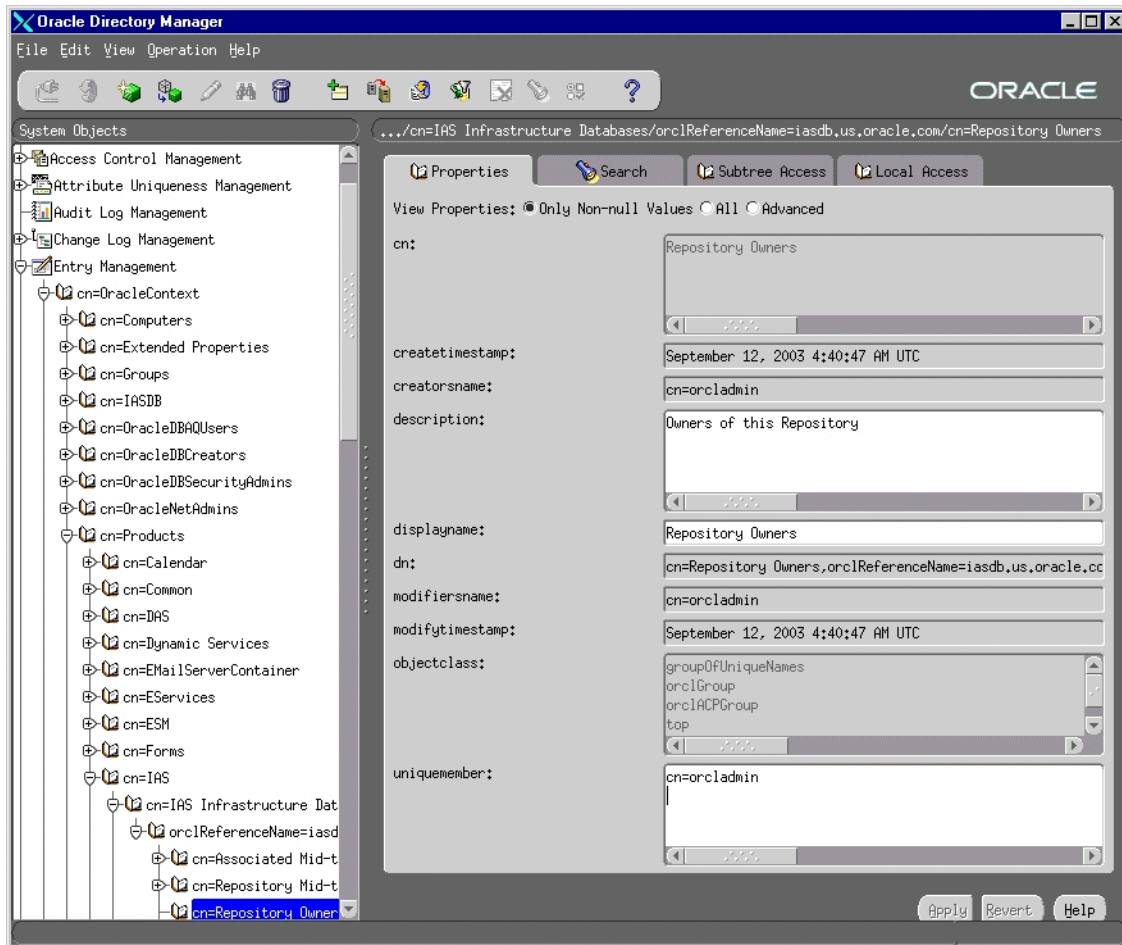 Oracle Directory Manager
File Edit View Operation Help
ORACLE
System Objects
Access Control Management
Attribute Uniqueness Management
Audit Log Management
Change Log Management
Entry Management
cn=OracleContext
cn=Computers
cn=Extended Properties
cn=Groups
cn=IASDB
cn=OracleDBAQUsers
cn=OracleDBCreators
cn=OracleDBSecurityAdmins
cn=OracleNetAdmins
cn=Products
cn=Calendar
cn=Common
cn=DAS
cn=Dynamic Services
cn=EMailServerContainer
cn=EServices
cn=ESM
cn=Forms
cn=IAS
cn=IAS Infrastructure Dat
orclReferenceName=iasd
cn=Associated Mid-t
cn=Repository Mid-t
cn=Repository Owner
.../cn=IAS Infrastructure Databases/orclReferenceName=iasdb.us.oracle.com/cn=Repository Owners
Properties Search Subtree Access Local Access
View Properties: Only Non-null Values All Advanced
cn: Repository Owners
createtimestamp: September 12, 2003 4:40:47 AM UTC
creatorsname: cn=orcladmin
description: Owners of this Repository
displayname: Repository Owners
dn: cn=Repository Owners,orclReferenceName=iasdb.us.oracle.cc
modifiersname: cn=orcladmin
modifytimestamp: September 12, 2003 4:40:47 AM UTC
objectclass: groupOfUniqueNames
orclGroup
orclACPGroup
top
uniquemember: cn=orcladmin
Apply Revert Help